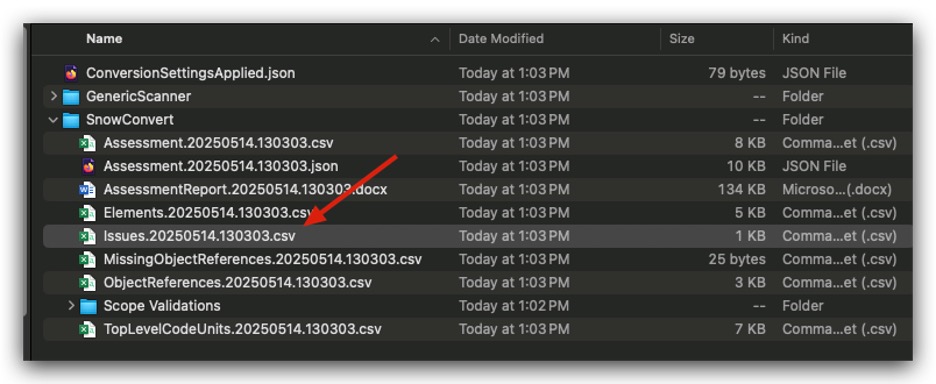 Name Date Modified Size Kind
ConversionSettingsApplied.json Today at 1:03 PM 79 bytes JSON File
GenericScanner Today at 1:03 PM -- Folder
SnowConvert Today at 1:03 PM -- Folder
Assessment.20250514.130303.csv Today at 1:03 PM 8 KB Comma...et (.csv)
Assessment.20250514.130303.json Today at 1:03 PM 10 KB JSON File
AssessmentReport.20250514.130303.docx Today at 1:03 PM 134 KB Microso...(.docx)
Elements.20250514.130303.csv Today at 1:03 PM 5 KB Comma...et (.csv)
Issues.20250514.130303.csv Today at 1:03 PM 1 KB Comma...et (.csv)
MissingObjectReferences.20250514.130303.csv Today at 1:03 PM 25 bytes Comma...et (.csv)
ObjectReferences.20250514.130303.csv Today at 1:03 PM 3 KB Comma...et (.csv)
Scope Validations Today at 1:02 PM -- Folder
TopLevelCodeUnits.20250514.130303.csv Today at 1:03 PM 7 KB Comma...et (.csv)